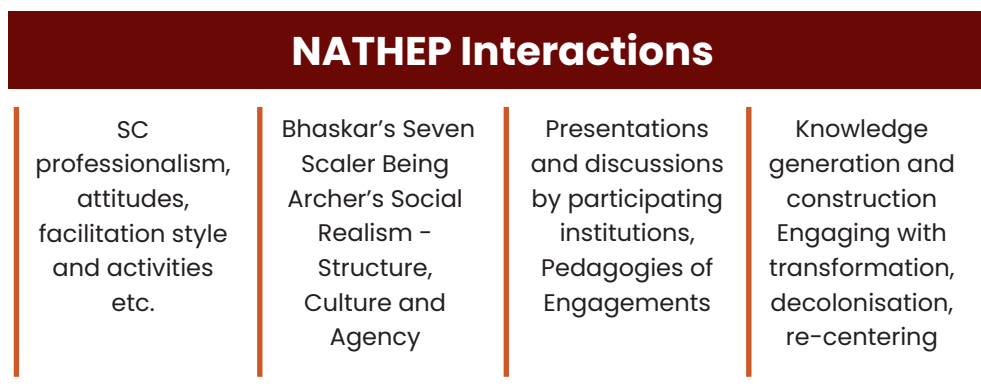 NATHEP Interactions
SC
professionalism,
attitudes,
facilitation style
and activities
etc.
Bhaskar's Seven
Scaler Being
Archer's Social
Realism -
Structure,
Culture and
Agency
Presentations
and discussions
by participating
institutions,
Pedagogies of
Engagements
Knowledge
generation and
construction
Engaging with
transformation,
decolonisation,
re-centering